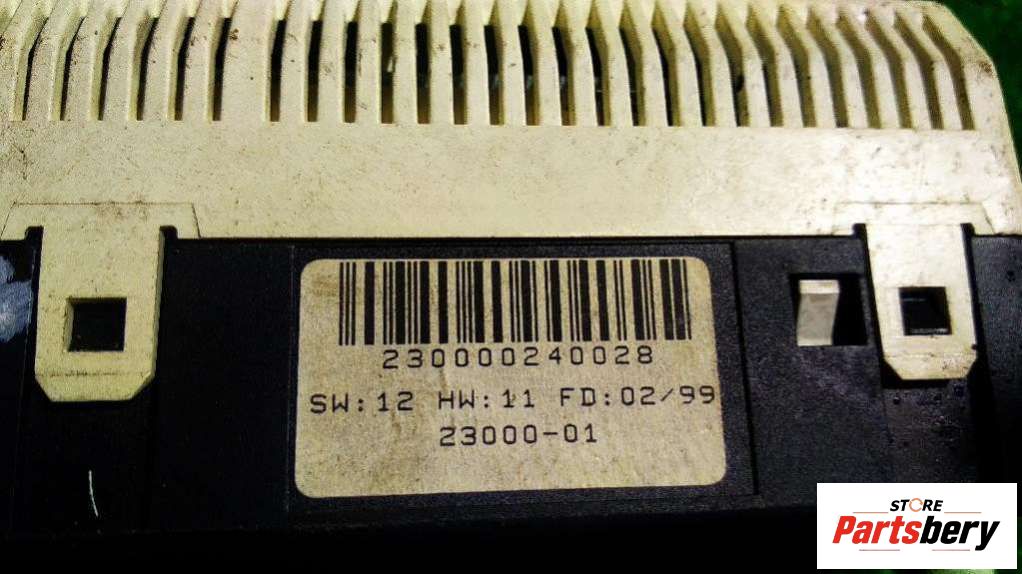 230000240028
SW:12 HW:11 FD:02/99
23000-01
STORE
Partsbery